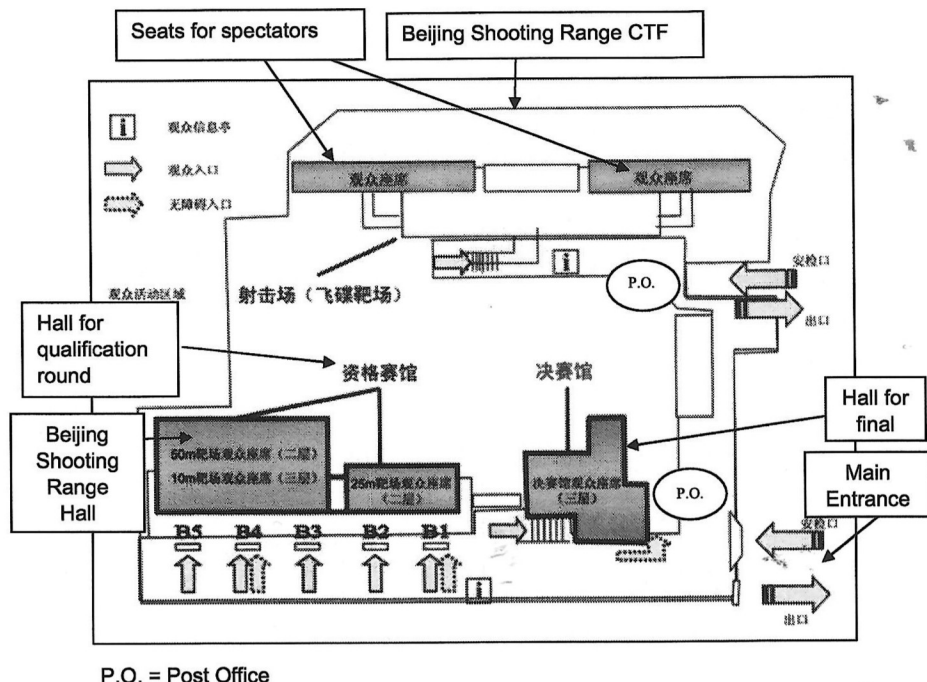 Seats for spectators
Beijing Shooting Range CTF
观众信息亭
观众入口
无障碍入口
观众座席
观众座席
安检口
P.O.
出口
射击场（飞碟靶场）
观众活动区域
Hall for
qualification
round
资格赛馆
决赛馆
Hall for
final
Beijing
Shooting
Range
Hall
50m靶场观众座席（二层）
10m靶场观众座席（三层）
25m靶场观众座席
（二层）
决赛馆观众座席
（三层）
P.O.
Main
Entrance
安检口
B5
B4
B3
B2
B1
出口
P.O. = Post Office